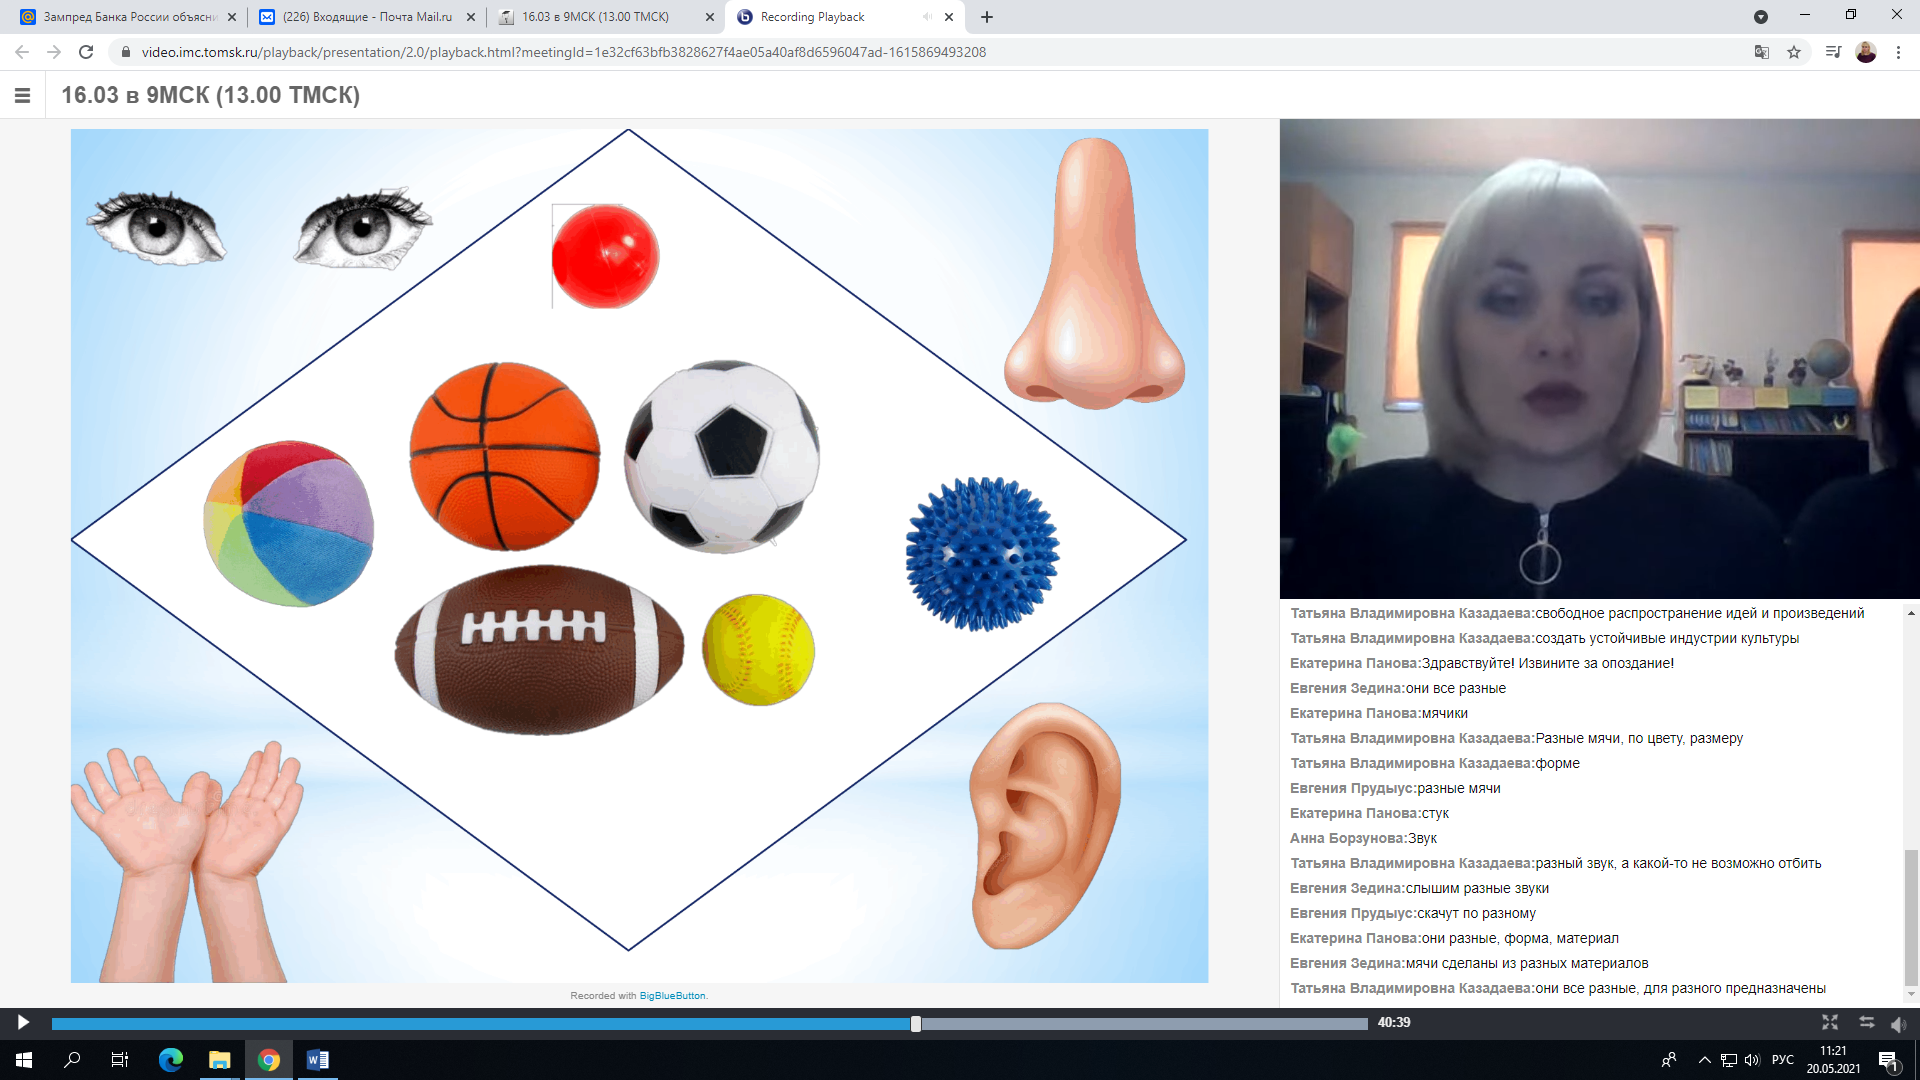 Зампред Банка России объясни
(226) Входящие - Почта Mail.ru
16.03 в 9МСК (13.00 ТМСК)
Recording Playback
video.imc.tomsk.ru/playback/presentation/2.0/playback.html?meetingId=1e32cf63bfb3828627f4ae05a40af8d6596047ad-1615869493208
16.03 в 9МСК (13.00 ТМСК)
Татьяна Владимировна Казадаева:свободное распространение идей и произведений
Татьяна Владимировна Казадаева:создать устойчивые индустрии культуры
Екатерина Панова:Здравствуйте! Извините за опоздание!
Евгения Зедина:они все разные
Екатерина Панова:мячики
Татьяна Владимировна Казадаева:Разные мячи, по цвету, размеру
Татьяна Владимировна Казадаева:форме
Евгения Прудыус:разные мячи
Екатерина Панова:стук
Анна Борзунова:Звук
Татьяна Владимировна Казадаева:разный звук, а какой-то не возможно отбить
Евгения Зедина:слышим разные звуки
Евгения Прудыус:скачут по разному
Екатерина Панова:они разные, форма, материал
Евгения Зедина:мячи сделаны из разных материалов
Татьяна Владимировна Казадаева:они все разные, для разного предназначены
Recorded with BigBlueButton.
40:39
РУС
11:21
20.05.2021
1